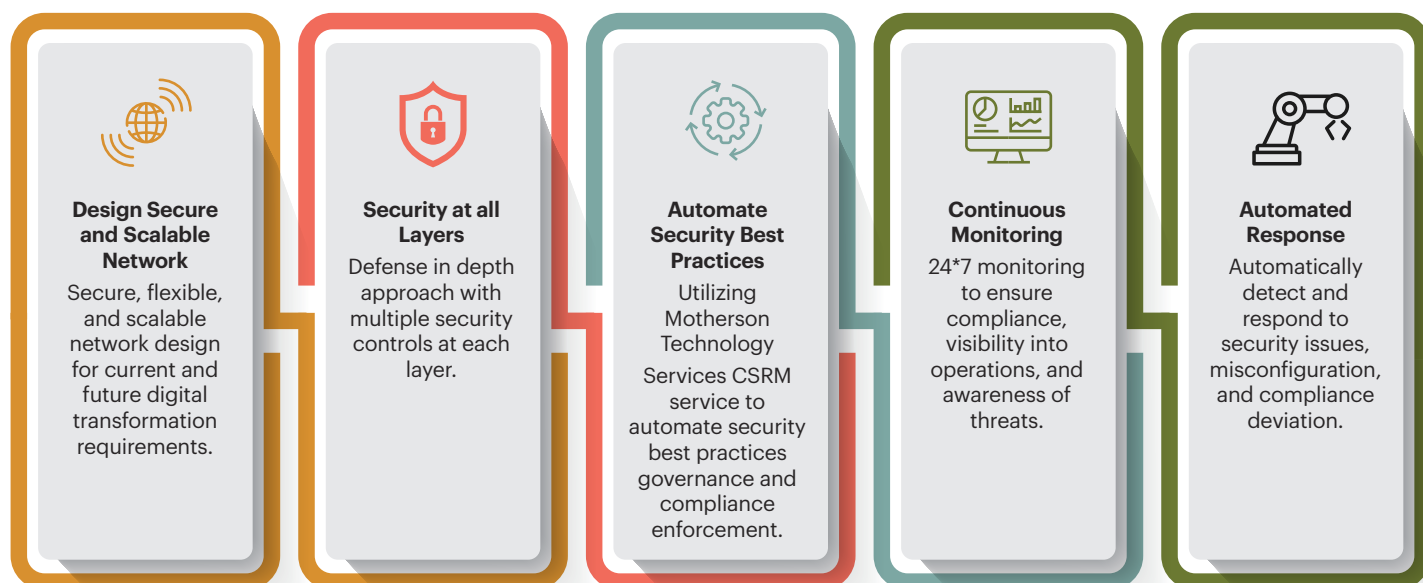 Design Secure
and Scalable
Network
Secure, flexible,
and scalable
network design
for current and
future digital
transformation
requirements.
Security at all
Layers
Defense in depth
approach with
multiple security
controls at each
layer.
Automate
Security Best
Practices
Utilizing
Motherson
Technology
Services CSRM
service to
automate security
best practices
governance and
compliance
enforcement.
Continuous
Monitoring
24*7 monitoring
to ensure
compliance,
visibility into
operations, and
awareness of
threats.
Automated
Response
Automatically
detect and
respond to
security issues,
misconfiguration,
and compliance
deviation.